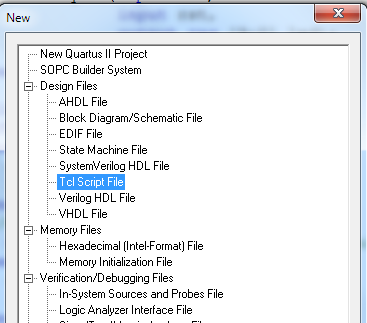 New
New Quartus II Project
SOPC Builder System
Design Files
AHDL File
Block Diagram/Schematic File
EDIF File
State Machine File
SystemVerilog HDL File
Tcl Script File
Verilog HDL File
VHDL File
Memory Files
Hexadecimal (Intel-Format) File
Memory Initialization File
Verification/Debugging Files
In-System Sources and Probes File
Logic Analyzer Interface File